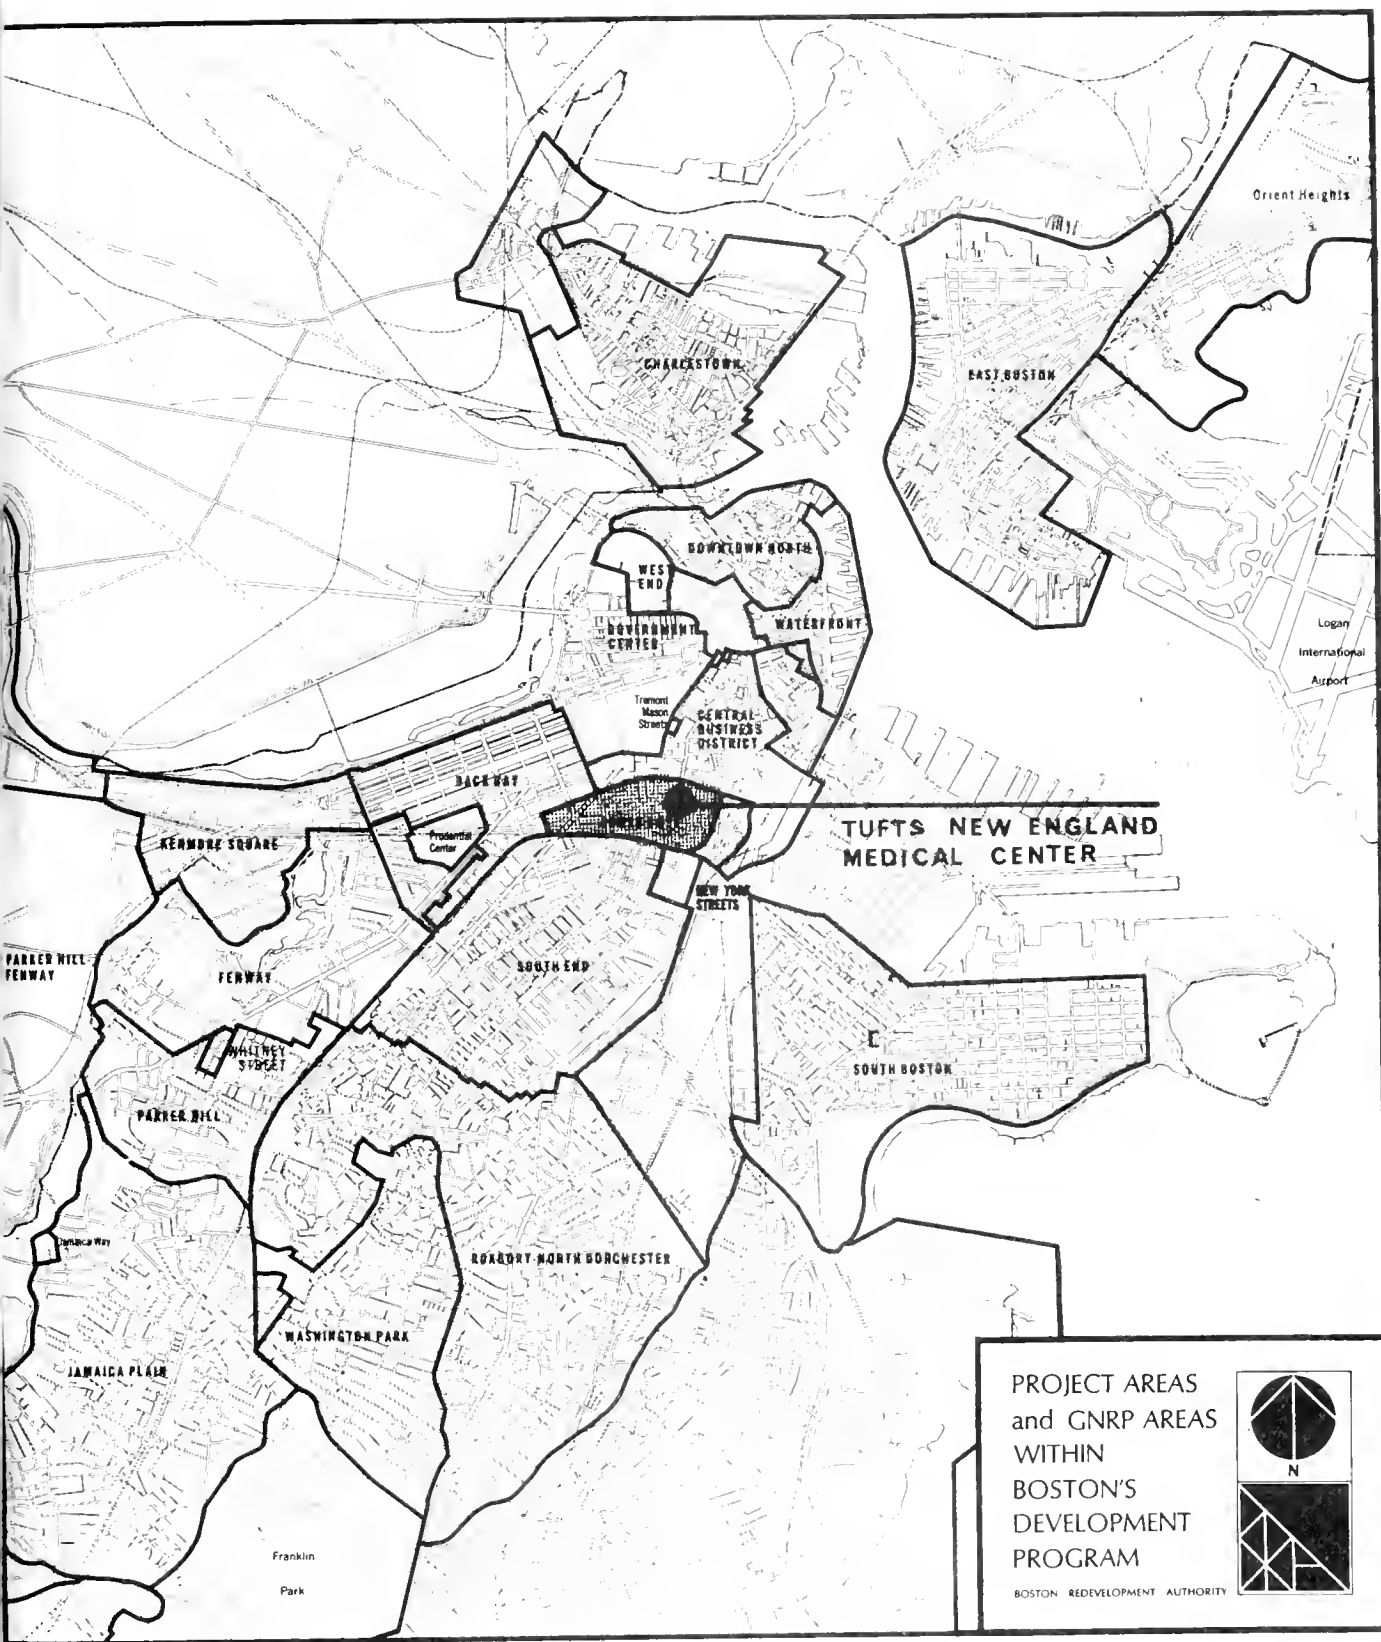 Orient Heights
CHARLESTOWN
EAST BOSTON
DOWNTOWN NORTH
WEST
END
WATERFRONT
GOVERNMENT
CENTER
Logan
International
Airport
Tremont
Mason
Streets
CENTRAL
BUSINESS
DISTRICT
BACK BAY
TUFTS NEW ENGLAND
MEDICAL CENTER
KENMORE SQUARE
Prudential
Center
NEW YORK
STREETS
PARKER HILL
FENWAY
FENWAY
SOUTH END
WHITNEY
STREET
SOUTH BOSTON
PARKER HILL
Jamaica Way
ROXBURY-NORTH DORCHESTER
WASHINGTON PARK
JAMAICA PLAIN
Franklin
Park
PROJECT AREAS
and GNRP AREAS
WITHIN
BOSTON'S
DEVELOPMENT
PROGRAM
BOSTON REDEVELOPMENT AUTHORITY
N